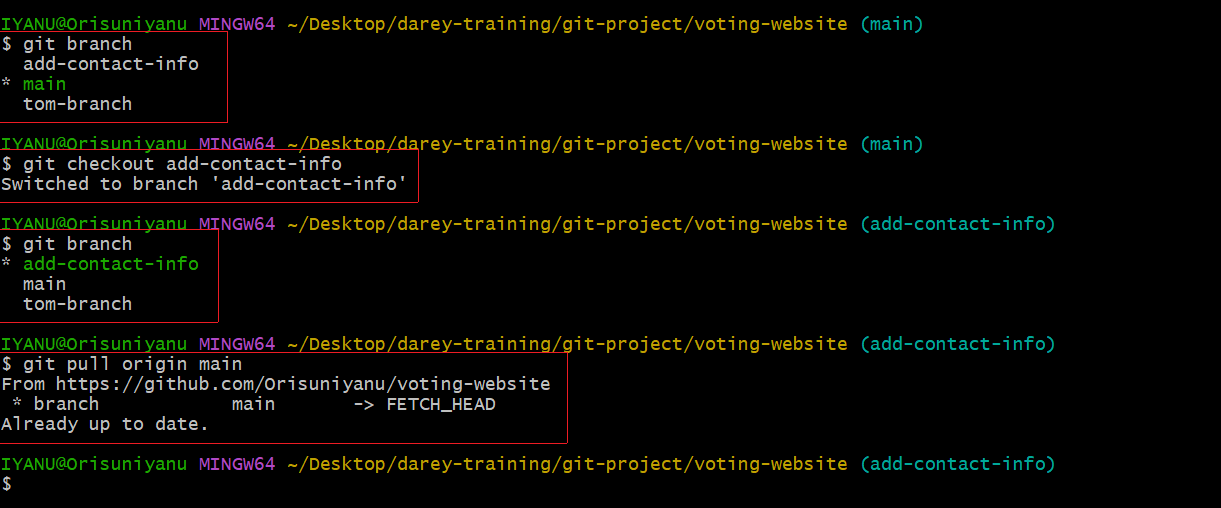 IYANU@Orisuniyanu MINGW64 ~/Desktop/darey-training/git-project/voting-website (main)
$ git branch
  add-contact-info
* main
  tom-branch

IYANU@Orisuniyanu MINGW64 ~/Desktop/darey-training/git-project/voting-website (main)
$ git checkout add-contact-info
Switched to branch 'add-contact-info'

IYANU@Orisuniyanu MINGW64 ~/Desktop/darey-training/git-project/voting-website (add-contact-info)
$ git branch
* add-contact-info
  main
  tom-branch

IYANU@Orisuniyanu MINGW64 ~/Desktop/darey-training/git-project/voting-website (add-contact-info)
$ git pull origin main
From https://github.com/Orisuniyanu/voting-website
 * branch            main       -> FETCH_HEAD
Already up to date.

IYANU@Orisuniyanu MINGW64 ~/Desktop/darey-training/git-project/voting-website (add-contact-info)
$